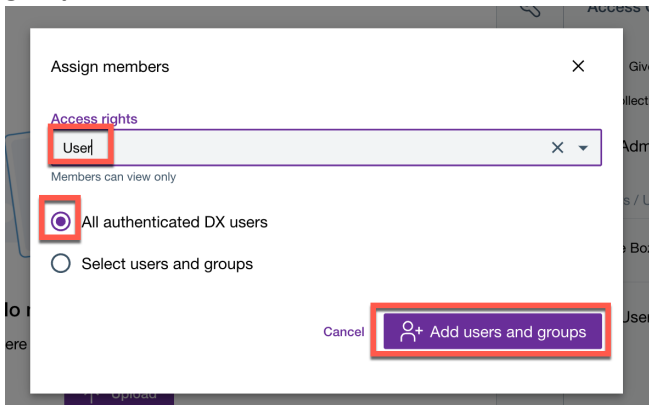 Access
Assign members
Access rights
User
Members can view only
All authenticated DX users
Select users and groups
Cancel
Add users and groups
Upload